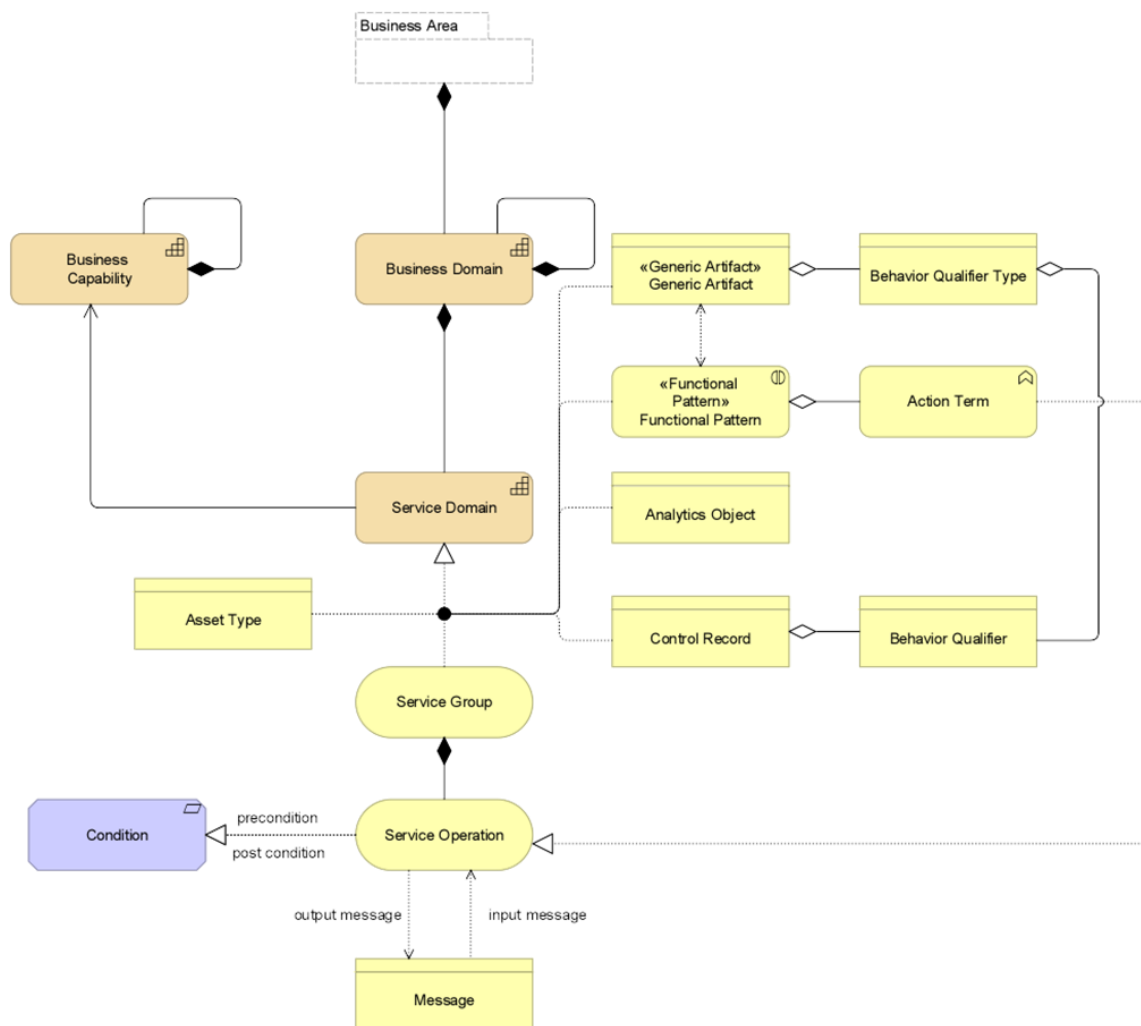 Business Area
Business
Capability
Business Domain
«Generic Artifact»
Generic Artifact
Behavior Qualifier Type
«Functional
Pattern»
Functional Pattern
Action Term
Service Domain
Analytics Object
Asset Type
Control Record
Behavior Qualifier
Service Group
Condition
precondition
post condition
Service Operation
output message
input message
Message